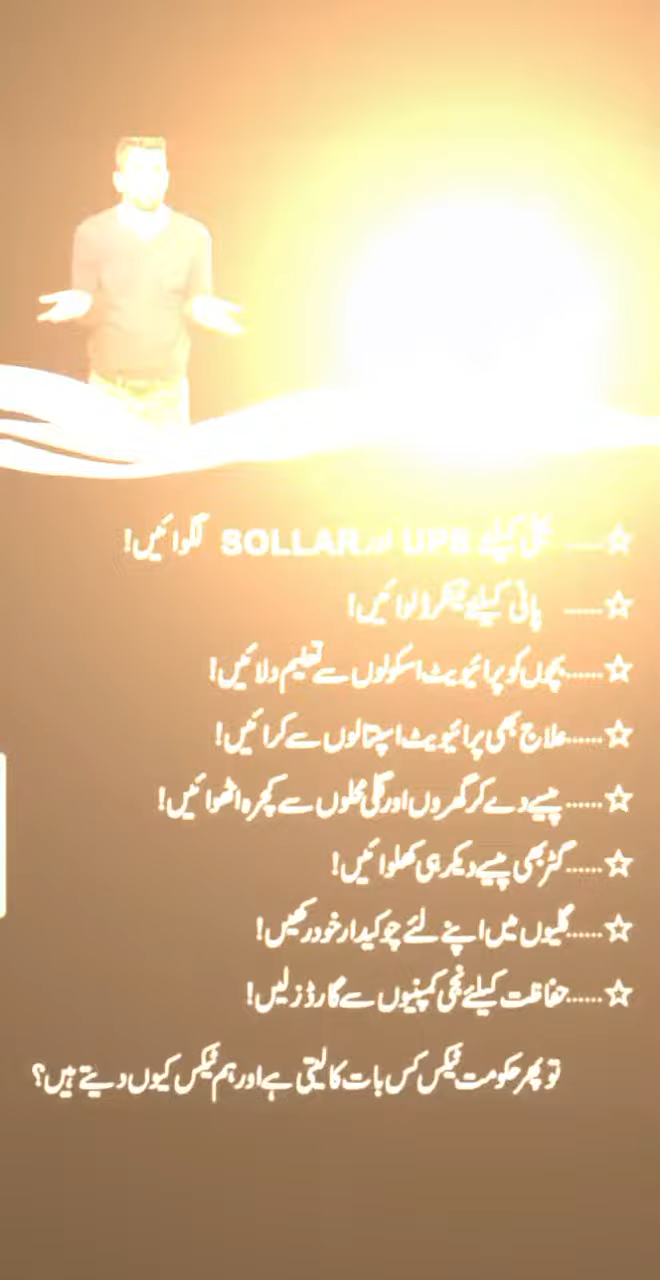 ☆..... بجلی کیلئے UPS اور SOLLAR لگوائیں!
☆..... پانی کیلئے ٹینکر ڈلوائیں!
☆......بچوں کو پرائیویٹ اسکولوں سے تعلیم دلائیں!
☆......علاج بھی پرائیویٹ اسپتالوں سے کرائیں!
☆......پیسے دے کر گھروں اور گلی محلوں سے کچرہ اٹھوائیں!
☆......گٹر بھی پیسے دیکر ہی کھلوائیں!
☆......گلیوں میں اپنے لئے چوکیدار خود رکھیں!
☆......حفاظت کیلئے نجی کمپنیوں سے گارڈز لیں!
تو پھر حکومت ٹیکس کس بات کا لیتی ہے اور ہم ٹیکس کیوں دیتے ہیں؟